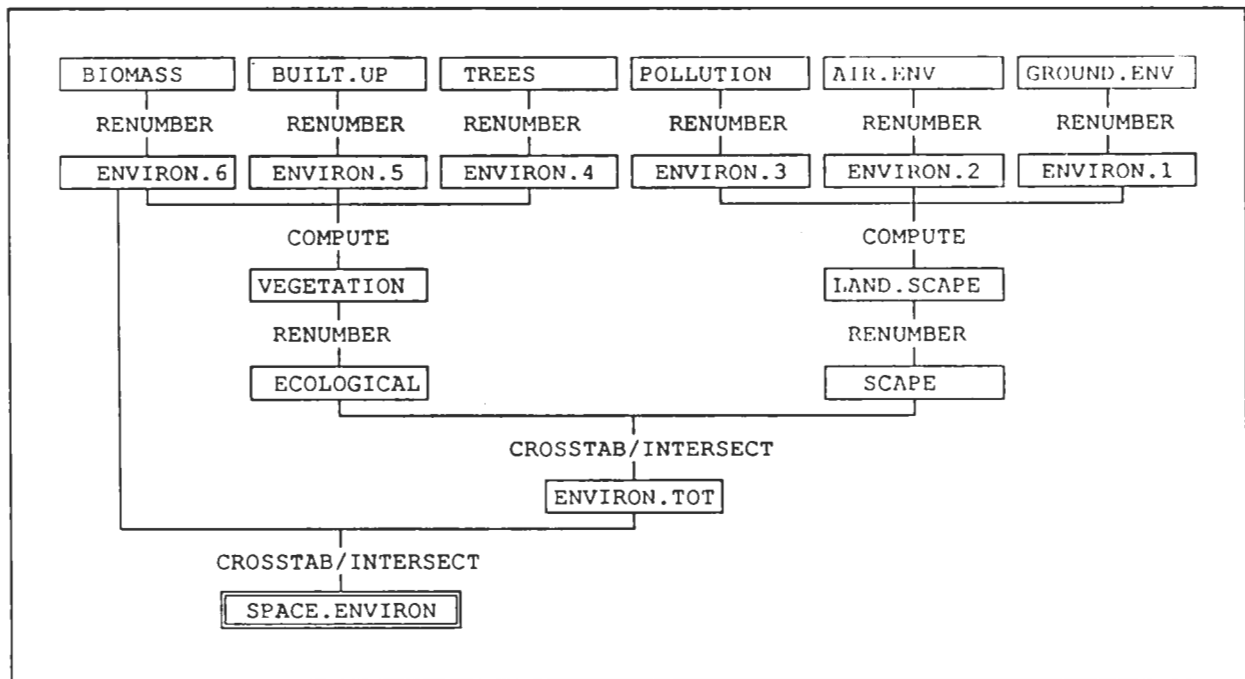 BIOMASS BUILT.UP TREES POLLUTION AIR.ENV GROUND.ENV
RENUMBER RENUMBER RENUMBER RENUMBER RENUMBER RENUMBER
ENVIRON.6 ENVIRON.5 ENVIRON.4 ENVIRON.3 ENVIRON.2 ENVIRON.1
COMPUTE COMPUTE
VEGETATION LAND.SCAPE
RENUMBER RENUMBER
ECOLOGICAL SCAPE
CROSSTAB/INTERSECT
ENVIRON.TOT
CROSSTAB/INTERSECT
SPACE.ENVIRON